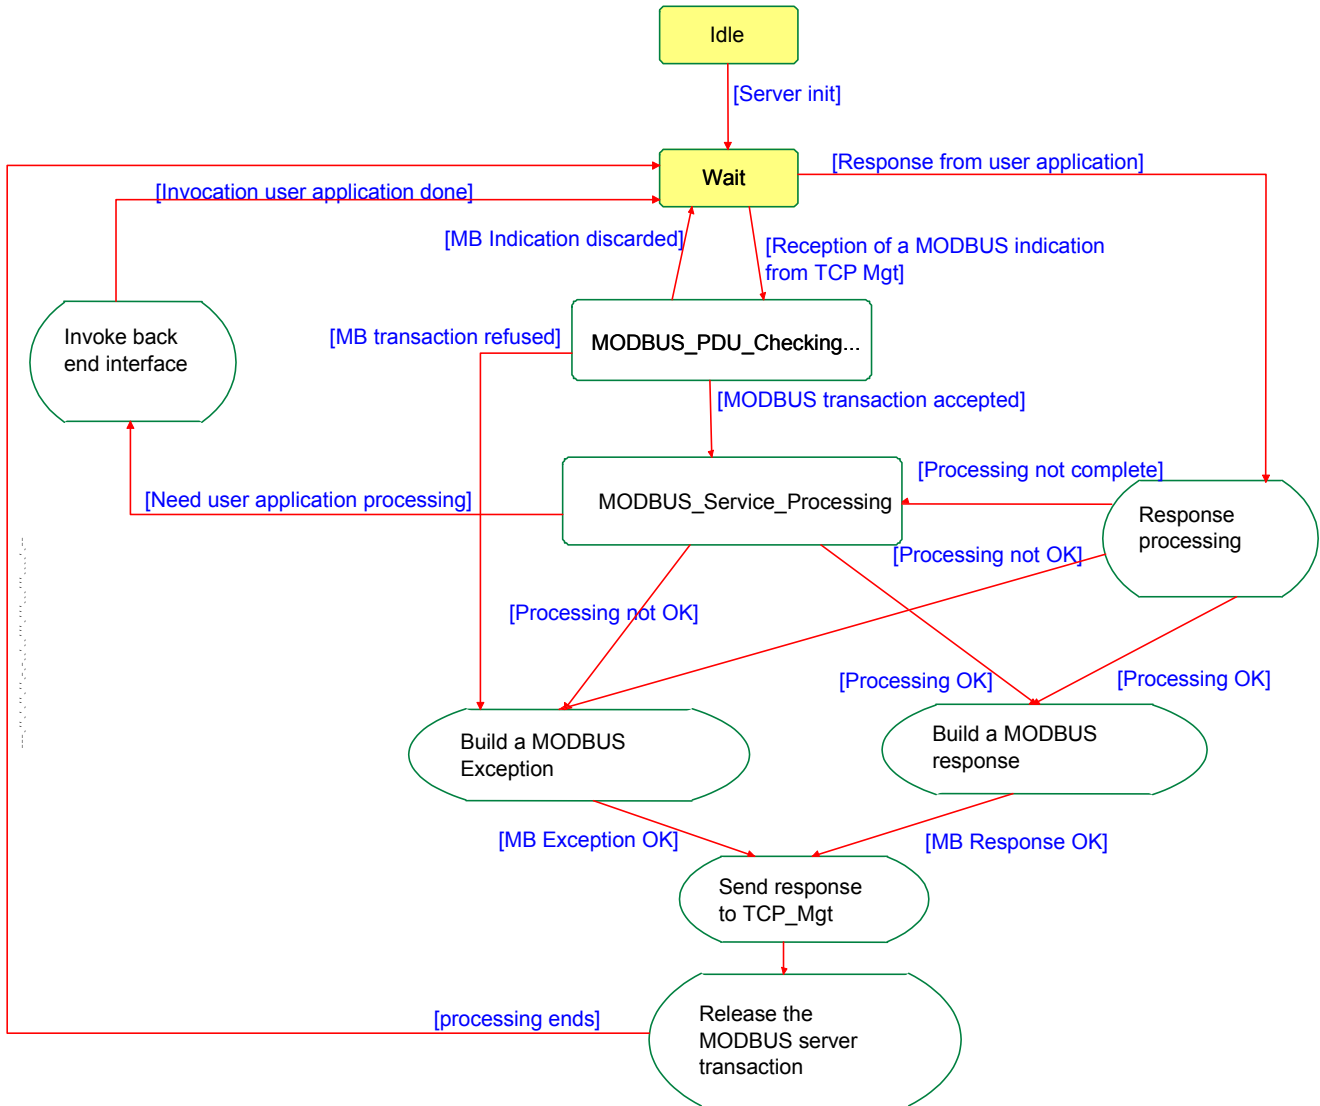 Idle
[Server init]
[Response from user application]
Wait
[Invocation user application done]
[MB Indication discarded]
[Reception of a MODBUS indication
from TCP Mgt]
Invoke back
end interface
[MB transaction refused]
MODBUS_PDU_Checking...
[MODBUS transaction accepted]
[Processing not complete]
[Need user application processing]
MODBUS_Service_Processing
Response
processing
[Processing not OK]
[Processing not OK]
[Processing OK]
[Processing OK]
Build a MODBUS
Exception
Build a MODBUS
response
[MB Exception OK]
[MB Response OK]
Send response
to TCP_Mgt
[processing ends]
Release the
MODBUS server
transaction